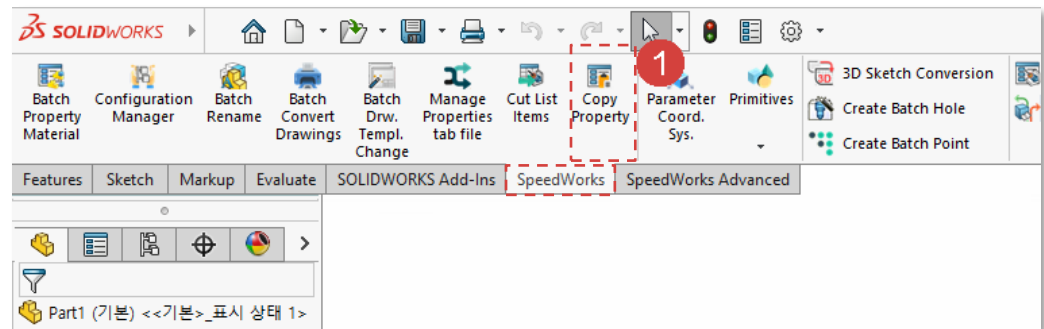 SOLIDWORKS
1
Batch Property Material
Configuration Manager
Batch Rename
Batch Convert Drawings
Batch Drw. Templ. Change
Manage Properties tab file
Cut List Items
Copy Property
Parameter Coord. Sys.
Primitives
3D Sketch Conversion
Create Batch Hole
Create Batch Point
Features Sketch Markup Evaluate SOLIDWORKS Add-Ins SpeedWorks SpeedWorks Advanced
Part1 (기본) <<기본>_표시 상태 1>